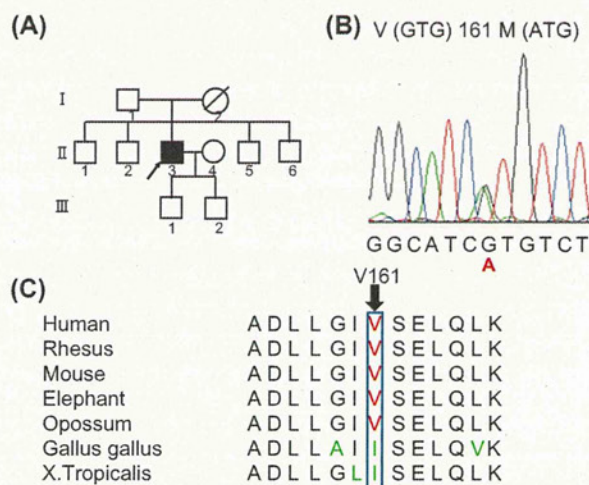 (A)
I
II
1 2 3 4 5 6
III
1 2
(B) V (GTG) 161 M (ATG)
GGCATCGTGTCT
A
(C)
V161
Human ADLLGIVSELQLK
Rhesus ADLLGIVSELQLK
Mouse ADLLGIVSELQLK
Elephant ADLLGIVSELQLK
Opossum ADLLGIVSELQLK
Gallus gallus ADLLAIISELQVK
X.Tropicalis ADLLGLISELQLK